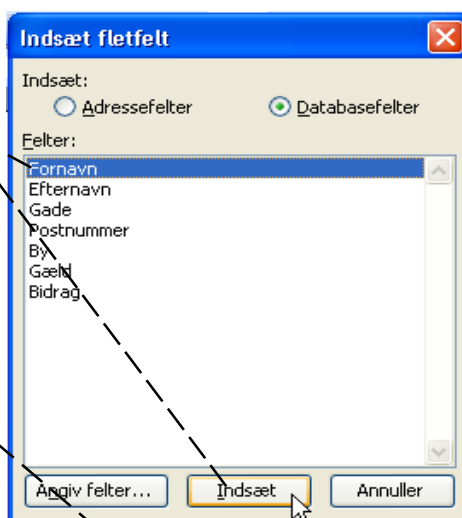 Indsæt fletfelt
Indsæt:
Adressefelter Databasefelter
Felter:
Fornavn
Efternavn
Gade
Postnummer
By
Gæld
Bidrag
Angiv felter... Indsæt Annuller